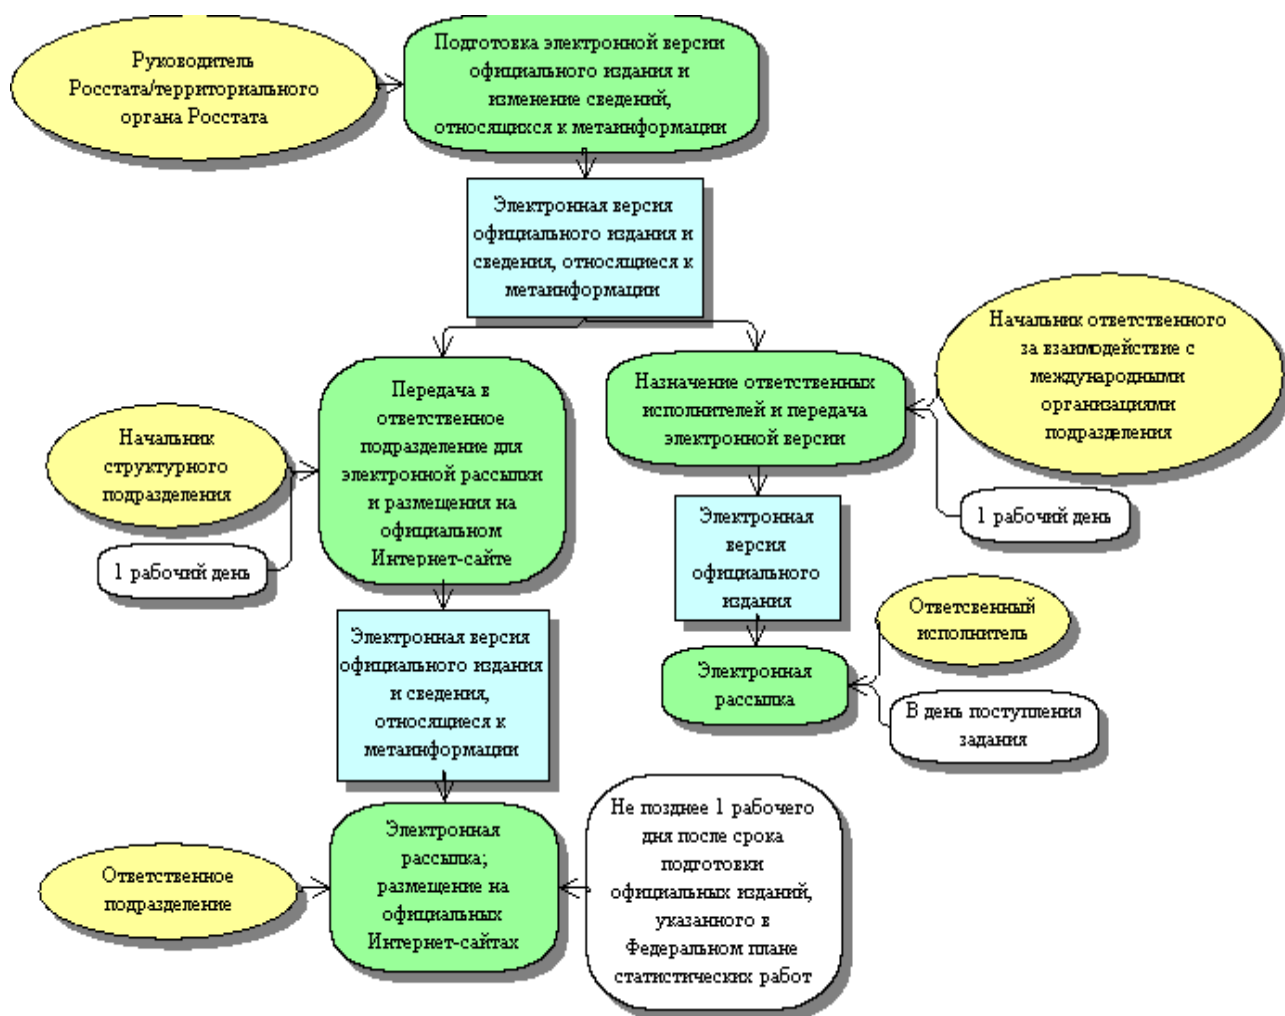 Руководитель
Росстата/территориального
органа Росстата
Подготовка электронной версии
официального издания и
изменение сведений,
относящихся к метаинформации
Электронная версия
официального издания и
сведения, относящиеся к
метаинформации
Начальник ответственного
за взаимодействие с
международными
организациями
подразделения
Передача в
ответственное
подразделение для
электронной рассылки
и размещения на
официальном
Интернет-сайте
Назначение ответственных
исполнителей и передача
электронной версии
Начальник
структурного
подразделения
1 рабочий день
1 рабочий день
Электронная
версия
официального
издания
Ответсвенный
исполнитель
Электронная
рассылка
В день поступления
задания
Электронная версия
официального издания
и сведения,
относящиеся к
метаинформации
Ответственное
подразделение
Электронная
рассылка;
размещение на
официальных
Интернет-сайтах
Не позднее 1 рабочего
дня после срока
подготовки
официальных изданий,
указанного в
Федеральном плане
статистических работ